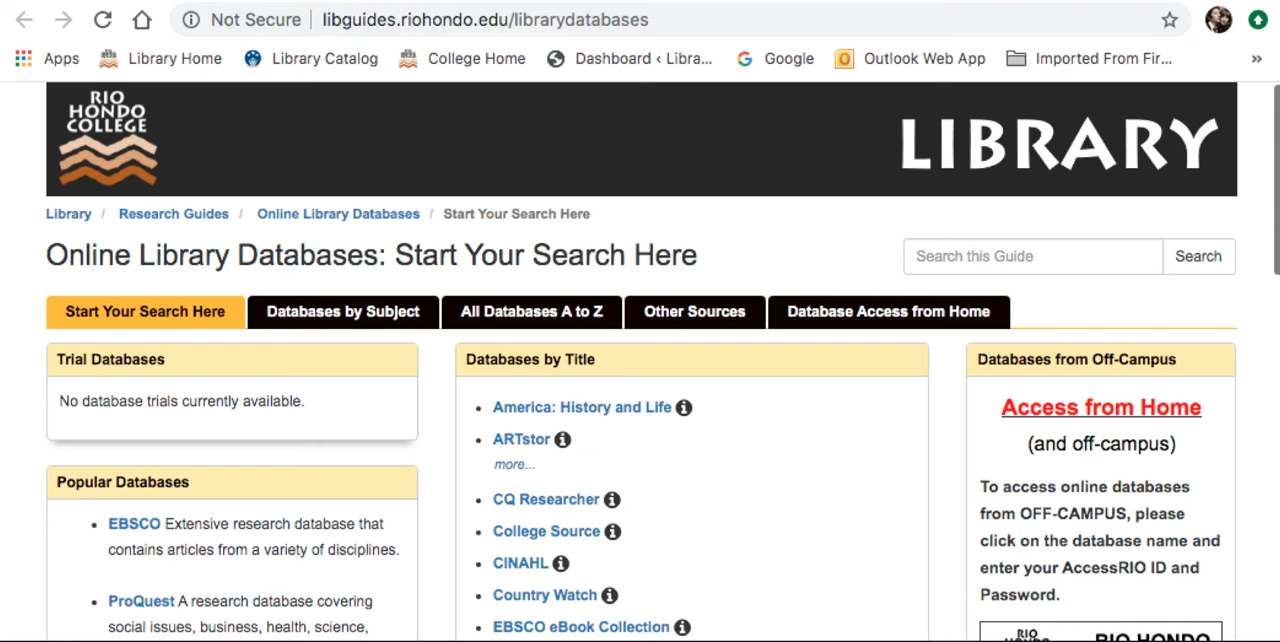 Not Secure | libguides.riohondo.edu/librarydatabases
Apps Library Home Library Catalog College Home Dashboard ‹ Libra... Google Outlook Web App Imported From Fir... »
RIO
HONDO
COLLEGE
LIBRARY
Library / Research Guides / Online Library Databases / Start Your Search Here
Online Library Databases: Start Your Search Here
Search this Guide Search
Start Your Search Here Databases by Subject All Databases A to Z Other Sources Database Access from Home
Trial Databases
No database trials currently available.
Popular Databases
• EBSCO Extensive research database that
contains articles from a variety of disciplines.
• ProQuest A research database covering
social issues, business, health, science,
Databases by Title
• America: History and Life
• ARTstor
more...
• CQ Researcher
• College Source
• CINAHL
• Country Watch
• EBSCO eBook Collection
Databases from Off-Campus
Access from Home
(and off-campus)
To access online databases
from OFF-CAMPUS, please
click on the database name and
enter your AccessRIO ID and
Password.
RIO
RIO HONDO